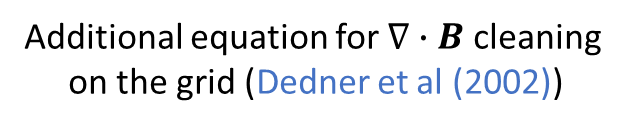 Additional equation for ∇ · B cleaning
on the grid (Dedner et al (2002))